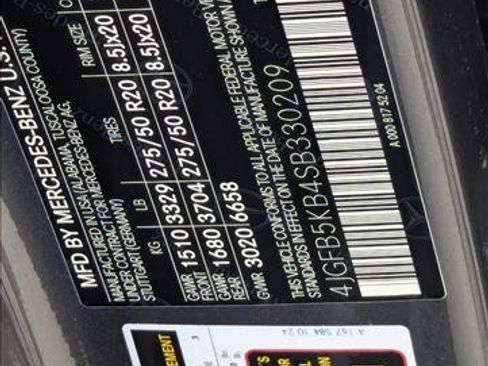 MFD BY MERCEDES-BENZ U.S.
MANUFACTURED IN USA (ALABAMA, TUSCALOOSA COUNTY)
UNDER CONTRACT FOR MERCEDES-BENZ AG,
STUTTGART (GERMANY)
KG LB TIRES RIM SIZE
GAWR FRONT 1510 3329 275/50 R20 8.5Jx20
GAWR REAR 1680 3704 275/50 R20 8.5Jx20
GVWR 3020 6658
THIS VEHICLE CONFORMS TO ALL APPLICABLE FEDERAL MOTOR
STANDARDS IN EFFECT ON THE DATE OF MANUFACTURE SHOWN
4JGFB5KB4SB330209
A 000 817 52 04
A 167 584 10 24